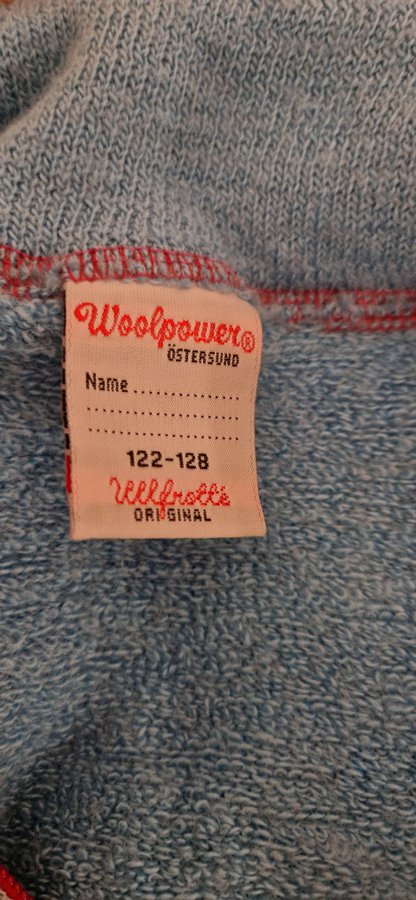 Woolpower®
ÖSTERSUND
Name ....................
..............................
..............................
122-128
Ullfrotté
ORIGINAL